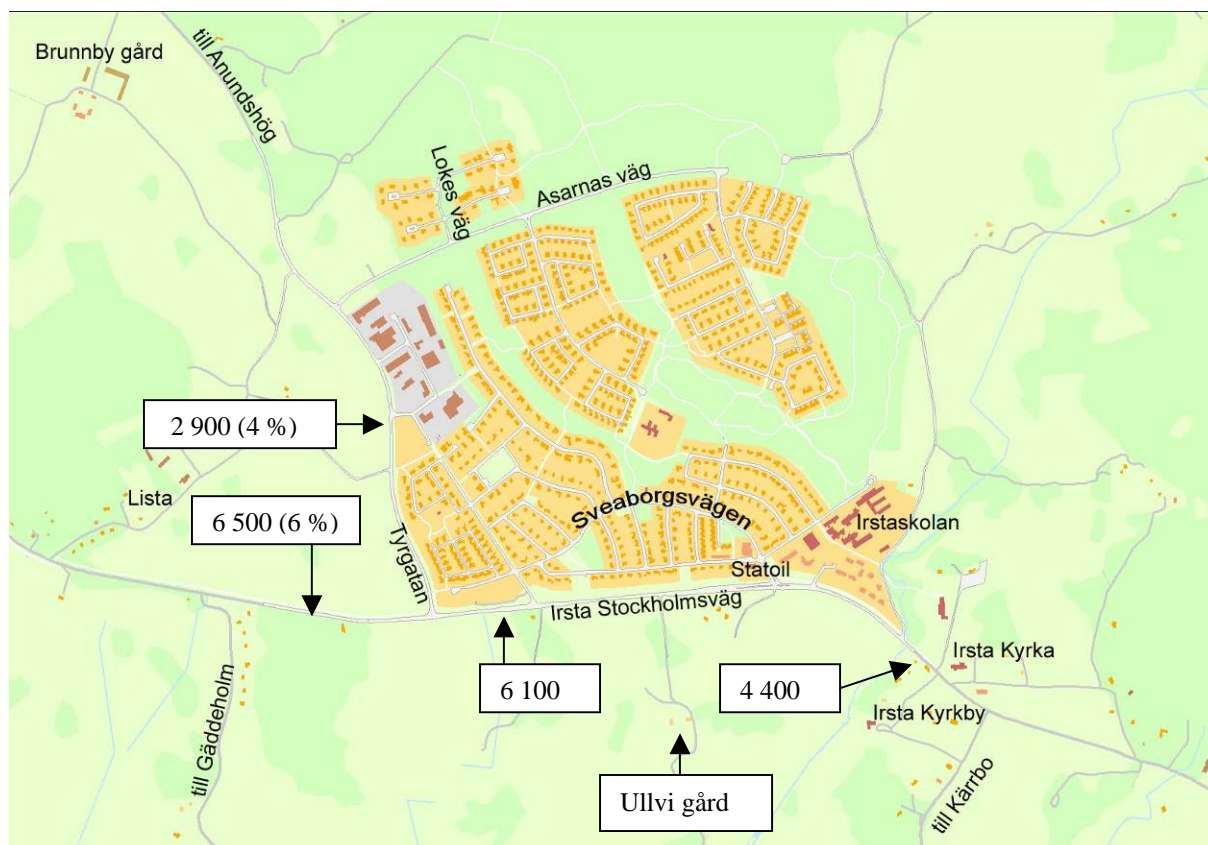 Brunnby gård
till Anundshög
Lokes väg
Asarnas väg
2 900 (4 %)
Lista
6 500 (6 %)
Tyrgatan
Sveaborgsvägen
Irstaskolan
Statoil
Irsta Stockholmsväg
Irsta Kyrka
6 100
4 400
Irsta Kyrkby
till Gäddeholm
Ullvi gård
till Kärrbo